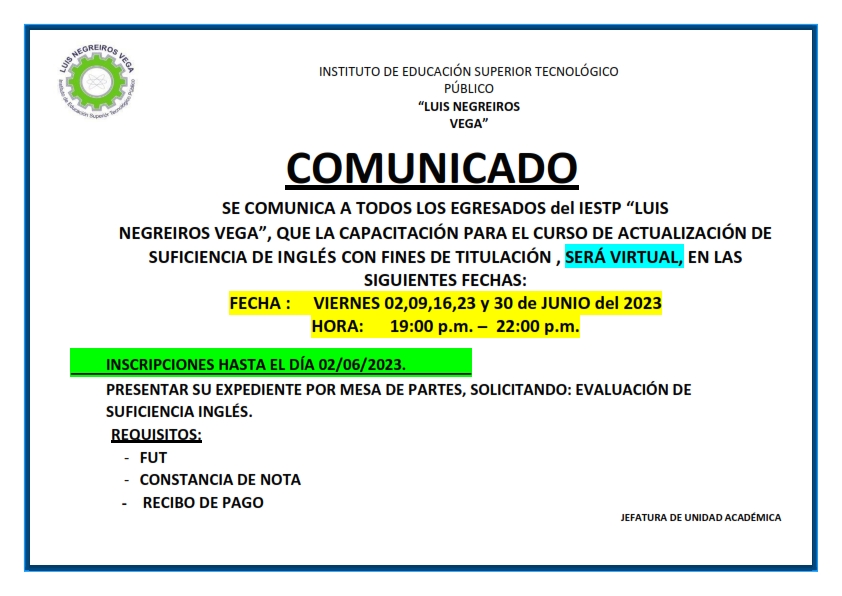 LUIS NEGREIROS VEGA
Instituto de Educación Superior Tecnológico Público
INSTITUTO DE EDUCACIÓN SUPERIOR TECNOLÓGICO
PÚBLICO
“LUIS NEGREIROS
VEGA”
COMUNICADO
SE COMUNICA A TODOS LOS EGRESADOS del IESTP “LUIS
NEGREIROS VEGA”, QUE LA CAPACITACIÓN PARA EL CURSO DE ACTUALIZACIÓN DE
SUFICIENCIA DE INGLÉS CON FINES DE TITULACIÓN , SERÁ VIRTUAL, EN LAS
SIGUIENTES FECHAS:
FECHA : VIERNES 02,09,16,23 y 30 de JUNIO del 2023
HORA: 19:00 p.m. – 22:00 p.m.
INSCRIPCIONES HASTA EL DÍA 02/06/2023.
PRESENTAR SU EXPEDIENTE POR MESA DE PARTES, SOLICITANDO: EVALUACIÓN DE
SUFICIENCIA INGLÉS.
REQUISITOS:
- FUT
- CONSTANCIA DE NOTA
- RECIBO DE PAGO
JEFATURA DE UNIDAD ACADÉMICA